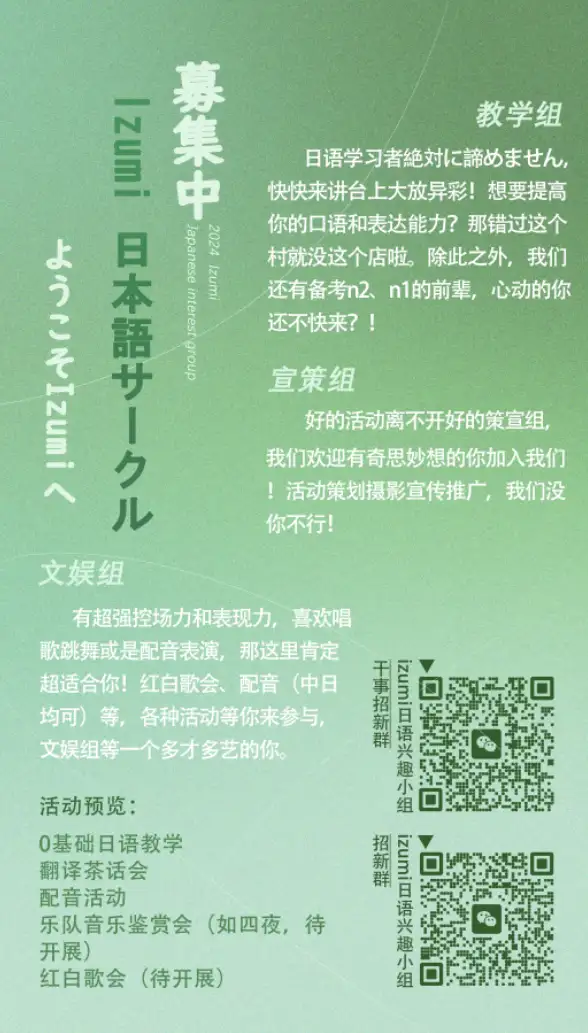 募集中
2024 Izumi
Japanese interest group
Izumi 日本語サークル
ようこそIzumiへ
教学组
日语学习者絶対に諦めません,
快快来讲台上大放异彩！想要提高
你的口语和表达能力？那错过这个
村就没这个店啦。除此之外，我们
还有备考n2、n1的前辈，心动的你
还不快来？！
宣策组
好的活动离不开好的策宣组,
我们欢迎有奇思妙想的你加入我们
！活动策划摄影宣传推广，我们没
你不行！
文娱组
有超强控场力和表现力，喜欢唱
歌跳舞或是配音表演，那这里肯定
超适合你！红白歌会、配音（中日
均可）等，各种活动等你来参与，
文娱组等一个多才多艺的你。
活动预览：
0基础日语教学
翻译茶话会
配音活动
乐队音乐鉴赏会（如四夜，待
开展）
红白歌会（待开展）
izumi日语兴趣小组
干事招新群
izumi日语兴趣小组
招新群